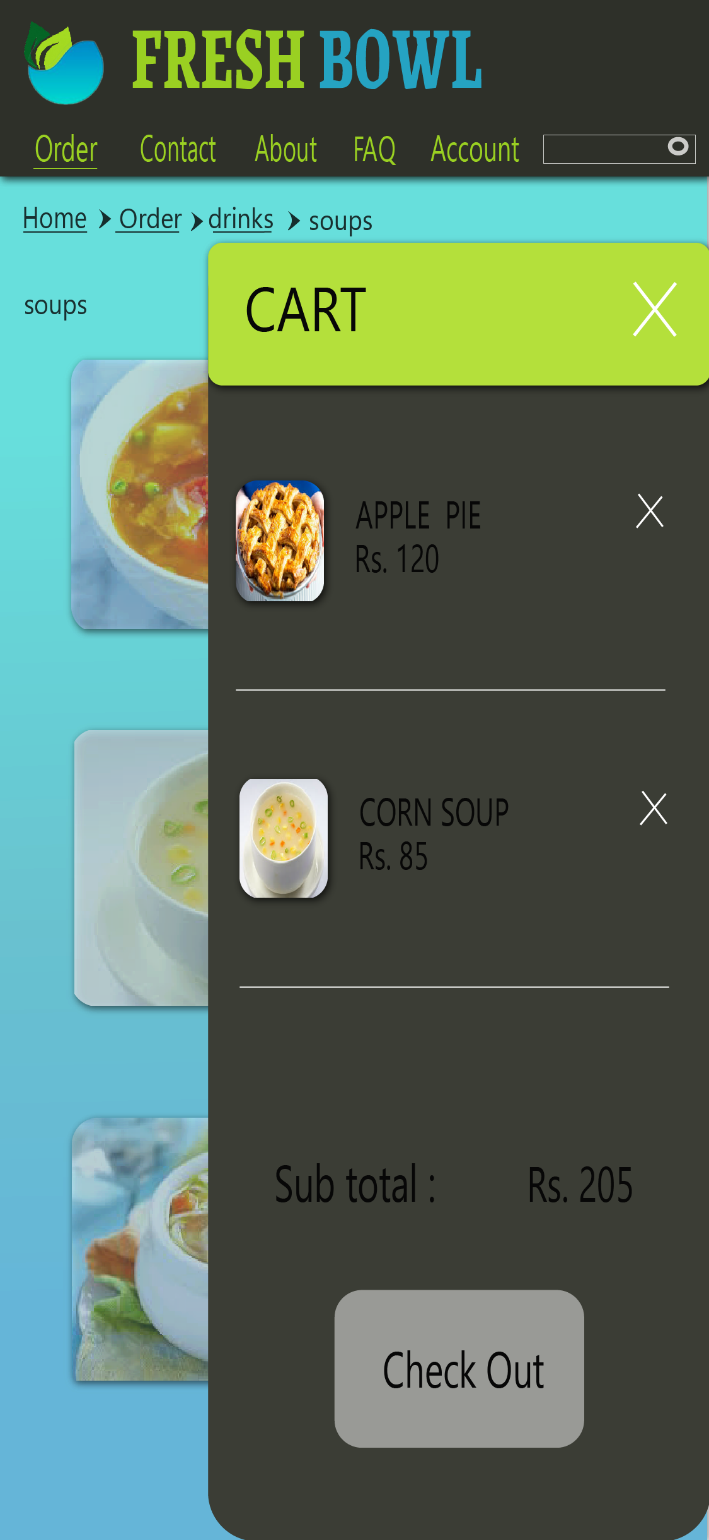 FRESH BOWL
Order Contact About FAQ Account
Home Order drinks soups
soups
CART
X
APPLE PIE
X
Rs. 120
CORN SOUP
X
Rs. 85
Sub total : Rs. 205
Check Out